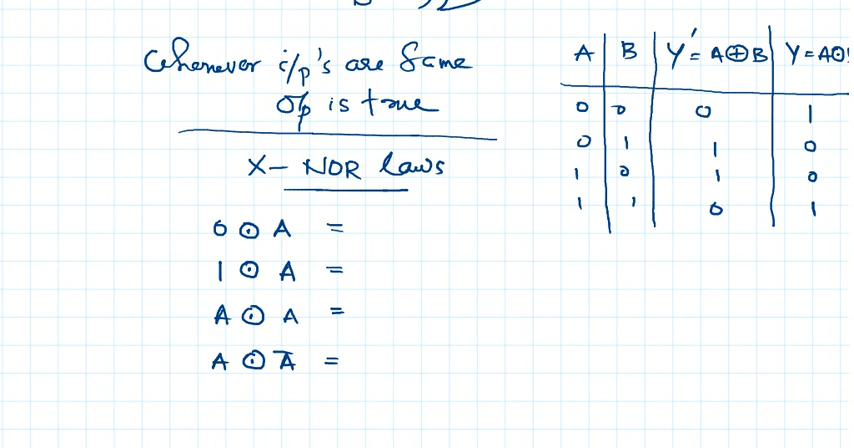 Whenever i/p's are Same
O/p is true
X-NOR laws
0 ⊙ A =
1 ⊙ A =
A ⊙ A =
A ⊙ A̅ =
A B Y' = A⊕B Y = A⊙
0 0 0 1
0 1 1 0
1 0 1 0
1 1 0 1